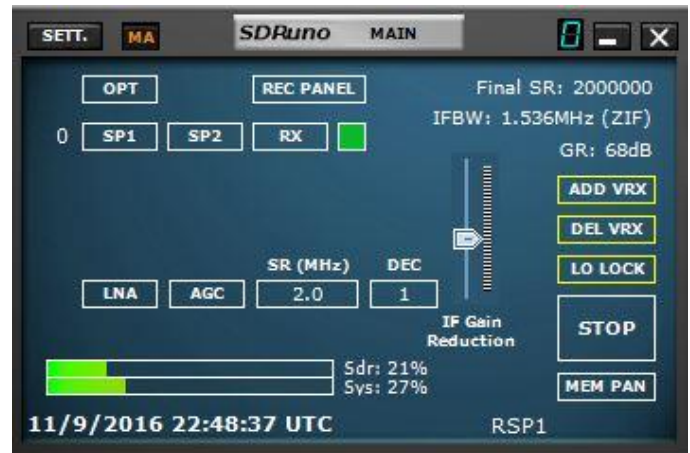 SETT. MA SDRuno MAIN 0
OPT REC PANEL Final SR: 2000000
IFBW: 1.536MHz (ZIF)
0 SP1 SP2 RX
GR: 68dB
ADD VRX
DEL VRX
SR (MHz) DEC LO LOCK
LNA AGC 2.0 1
IF Gain
Reduction
STOP
Sdr: 21%
Sys: 27%
MEM PAN
11/9/2016 22:48:37 UTC RSP1